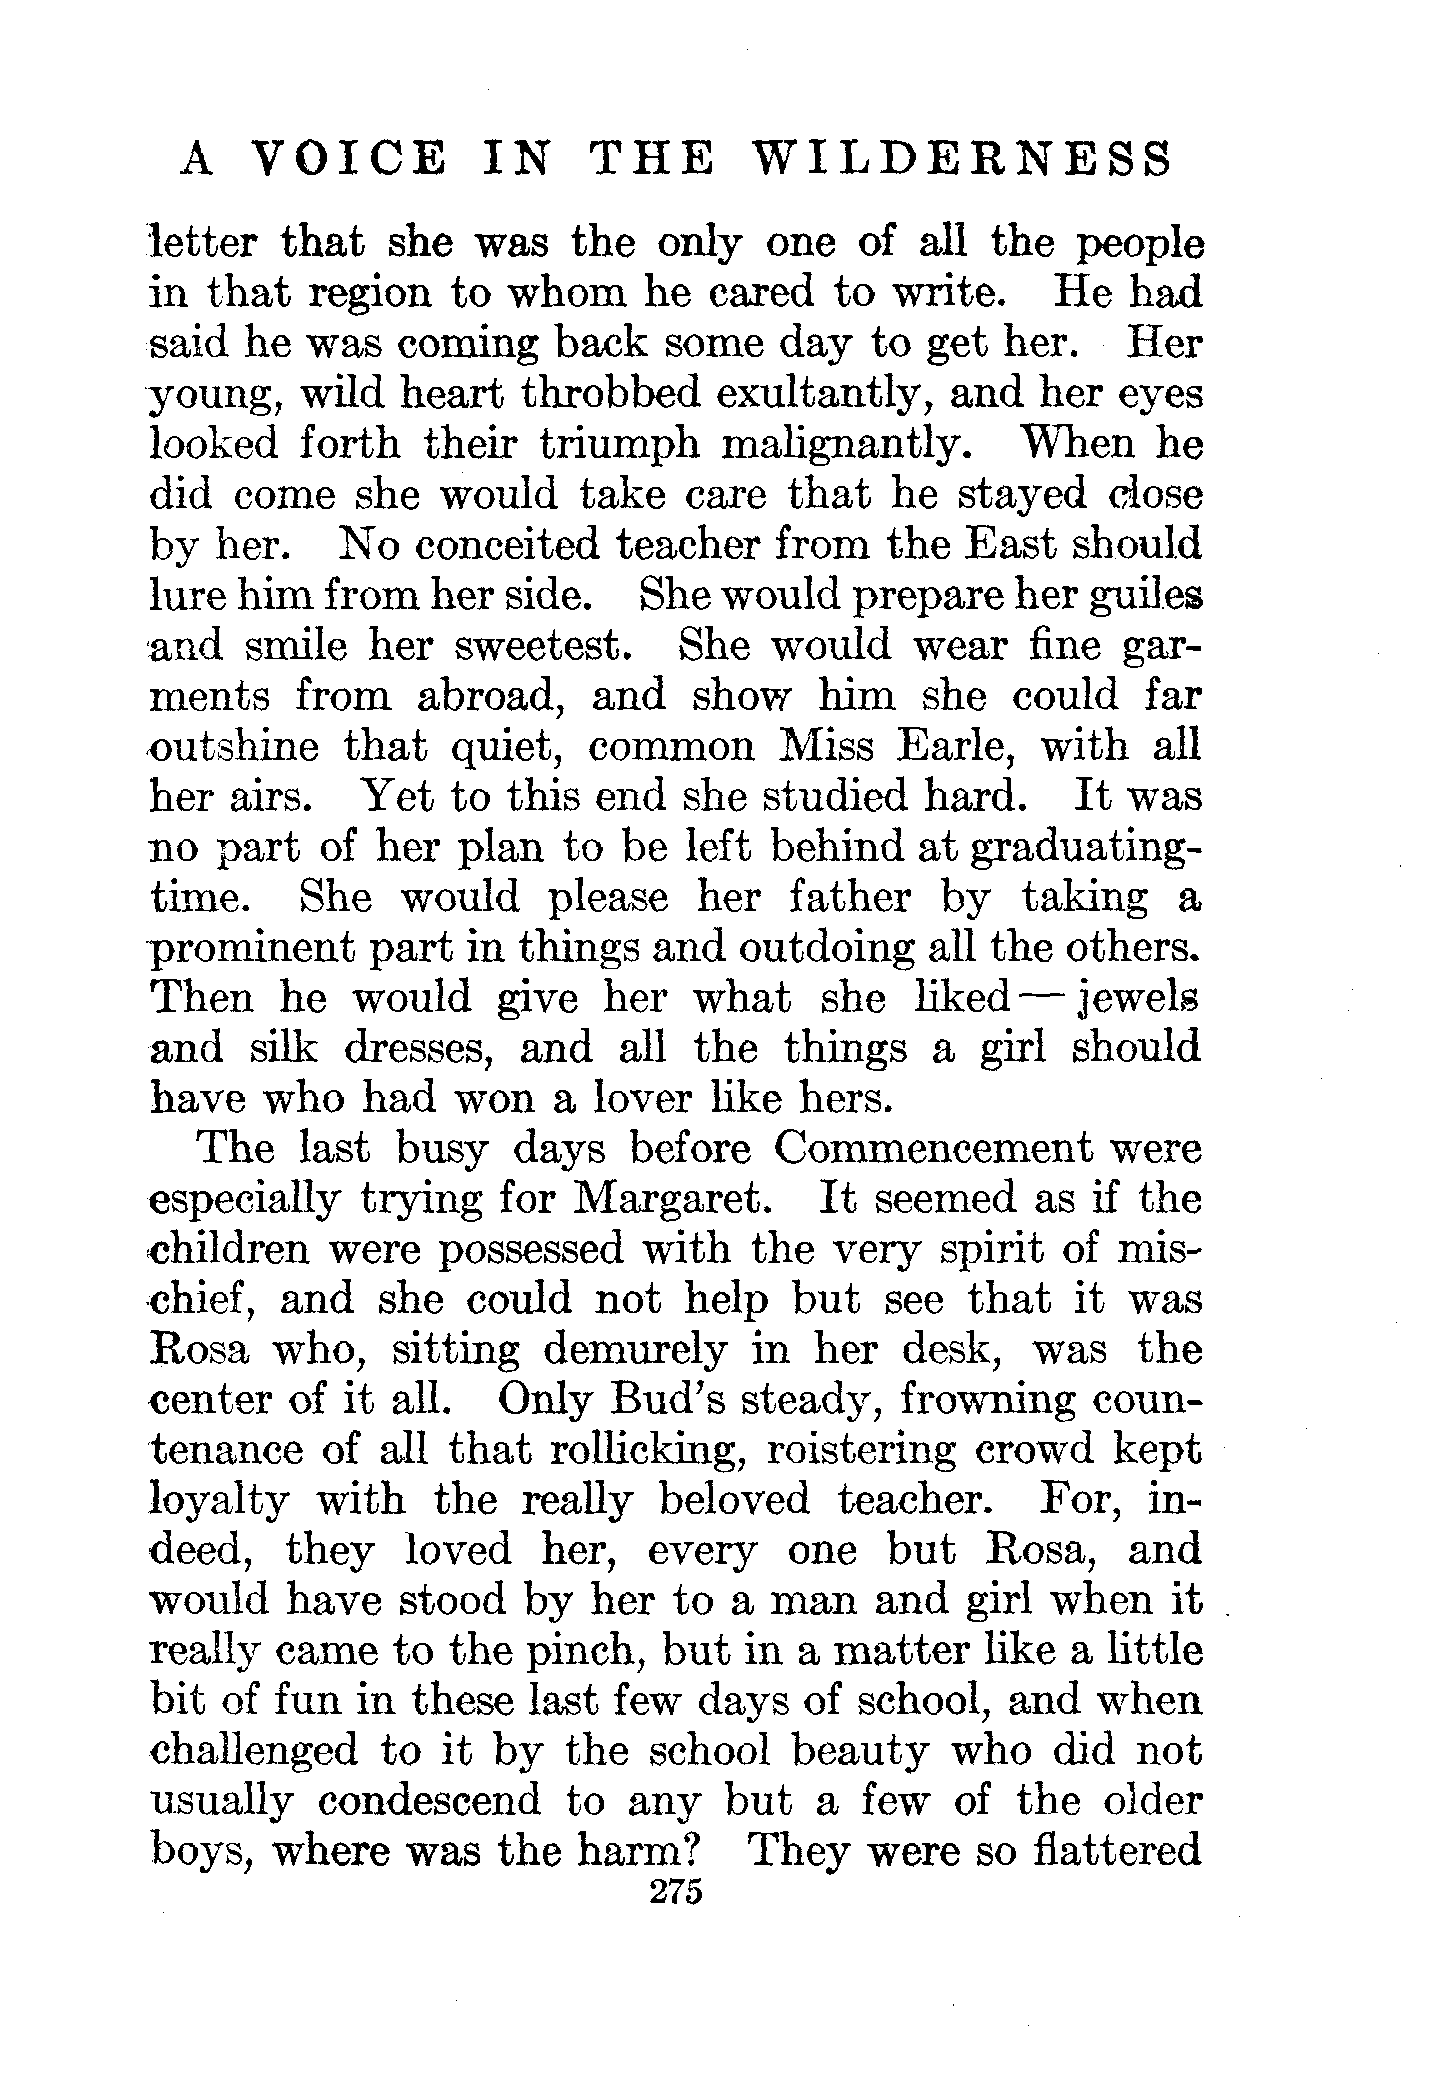 A VOICE IN THE WILDERNESS
letter that she was the only one of all the people
in that region to whom he cared to write. He had
said he was coming back some day to get her. Her
young, wild heart throbbed exultantly, and her eyes
looked forth their triumph malignantly. When he
did come she would take care that he stayed close
by her. No conceited teacher from the East should
lure him from her side. She would prepare her guiles
and smile her sweetest. She would wear fine gar-
ments from abroad, and show him she could far
outshine that quiet, common Miss Earle, with all
her airs. Yet to this end she studied hard. It was
no part of her plan to be left behind at graduating-
time. She would please her father by taking a
prominent part in things and outdoing all the others.
Then he would give her what she liked — jewels
and silk dresses, and all the things a girl should
have who had won a lover like hers.
The last busy days before Commencement were
especially trying for Margaret. It seemed as if the
children were possessed with the very spirit of mis-
chief, and she could not help but see that it was
Rosa who, sitting demurely in her desk, was the
center of it all. Only Bud's steady, frowning coun-
tenance of all that rollicking, roistering crowd kept
loyalty with the really beloved teacher. For, in-
deed, they loved her, every one but Rosa, and
would have stood by her to a man and girl when it
really came to the pinch, but in a matter like a little
bit of fun in these last few days of school, and when
challenged to it by the school beauty who did not
usually condescend to any but a few of the older
boys, where was the harm? They were so flattered
275